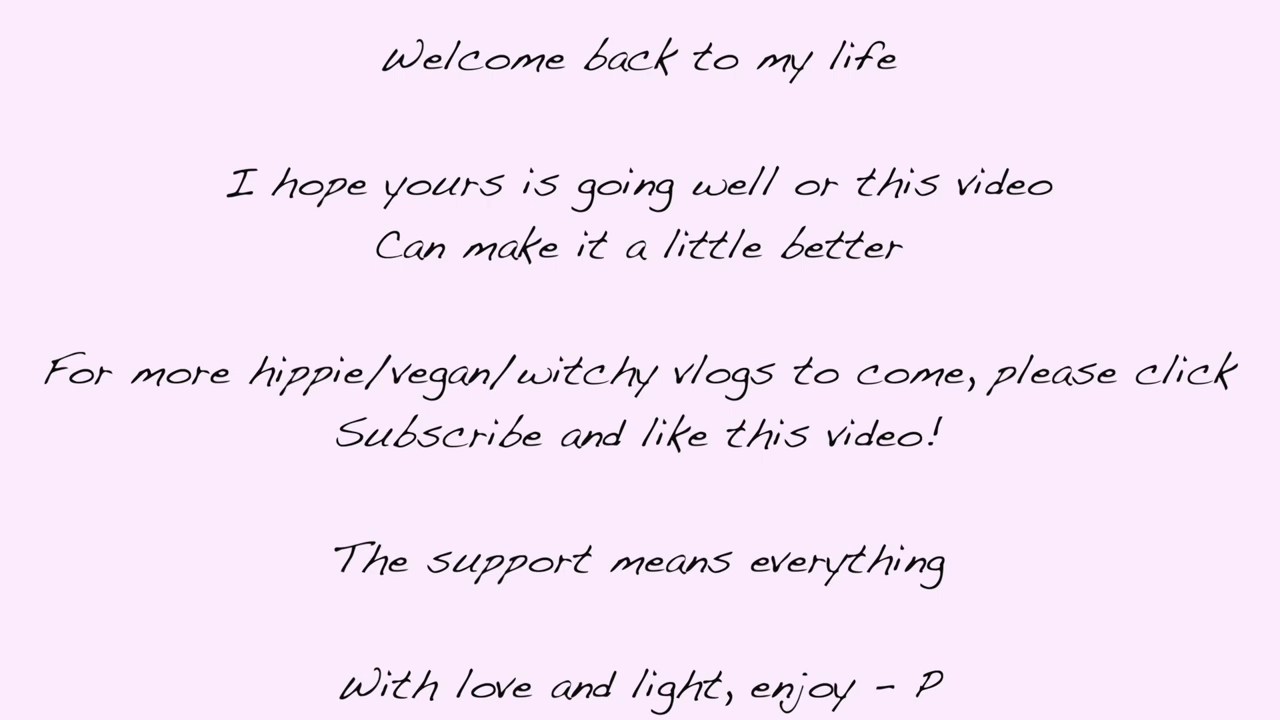 Welcome back to my life
I hope yours is going well or this video
Can make it a little better
For more hippie/vegan/witchy vlogs to come, please click
Subscribe and like this video!
The support means everything
With love and light, enjoy - P